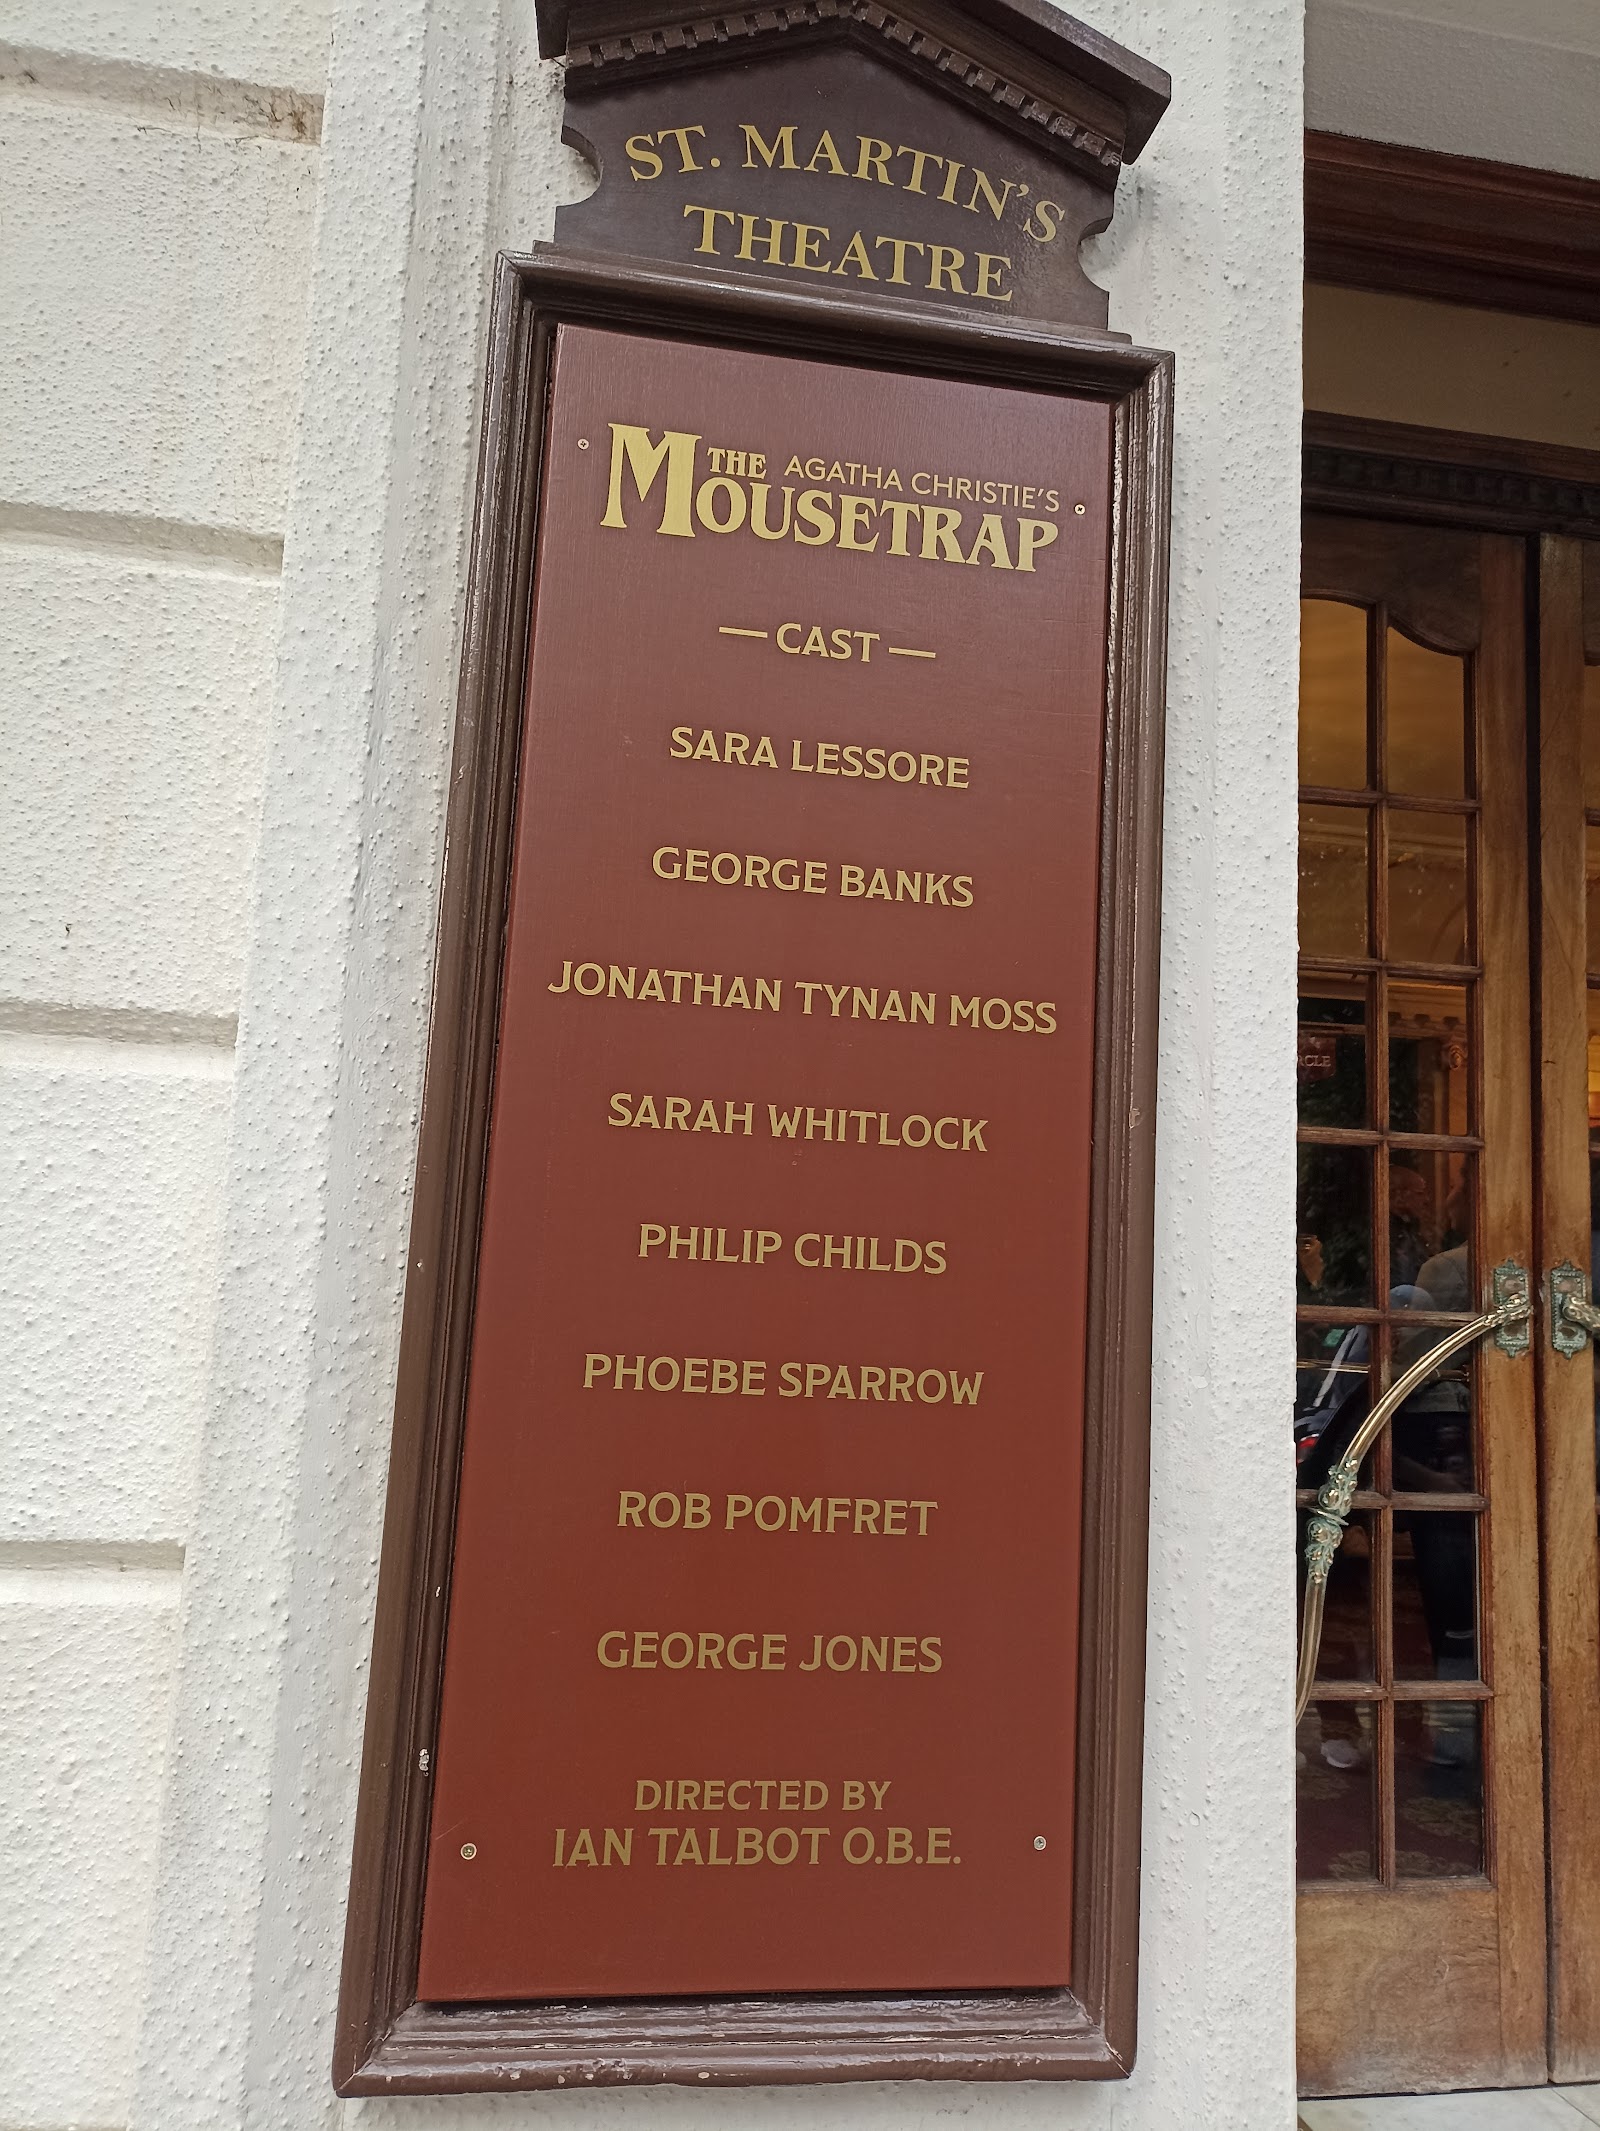 ST. MARTIN'S
THEATRE
THE AGATHA CHRISTIE'S
MOUSETRAP
— CAST —
SARA LESSORE
GEORGE BANKS
JONATHAN TYNAN MOSS
SARAH WHITLOCK
PHILIP CHILDS
PHOEBE SPARROW
ROB POMFRET
GEORGE JONES
DIRECTED BY
IAN TALBOT O.B.E.